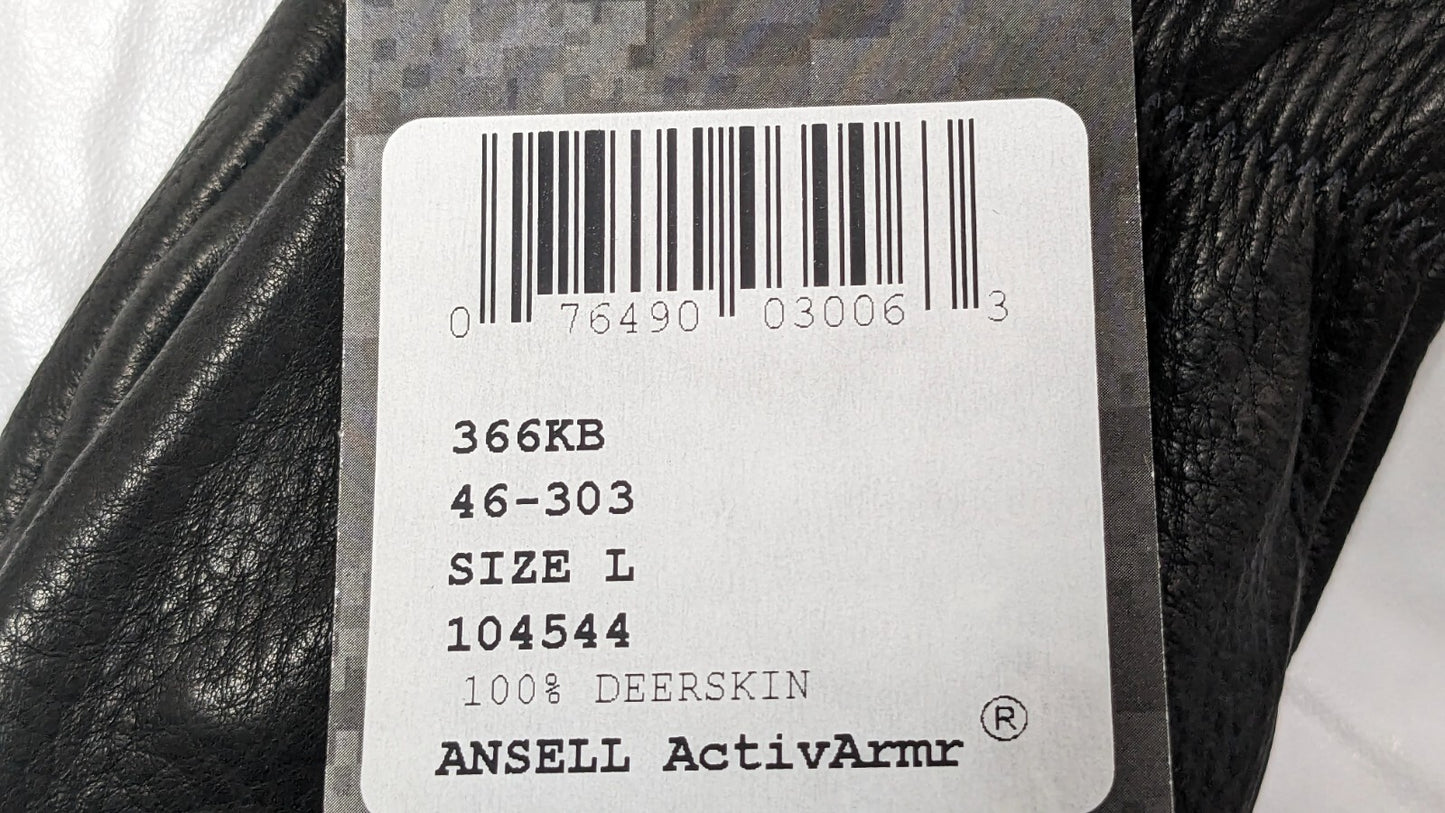 0 76490 03006 3
366KB
46-303
SIZE L
104544
100% DEERSKIN
ANSELL ActivArmr®